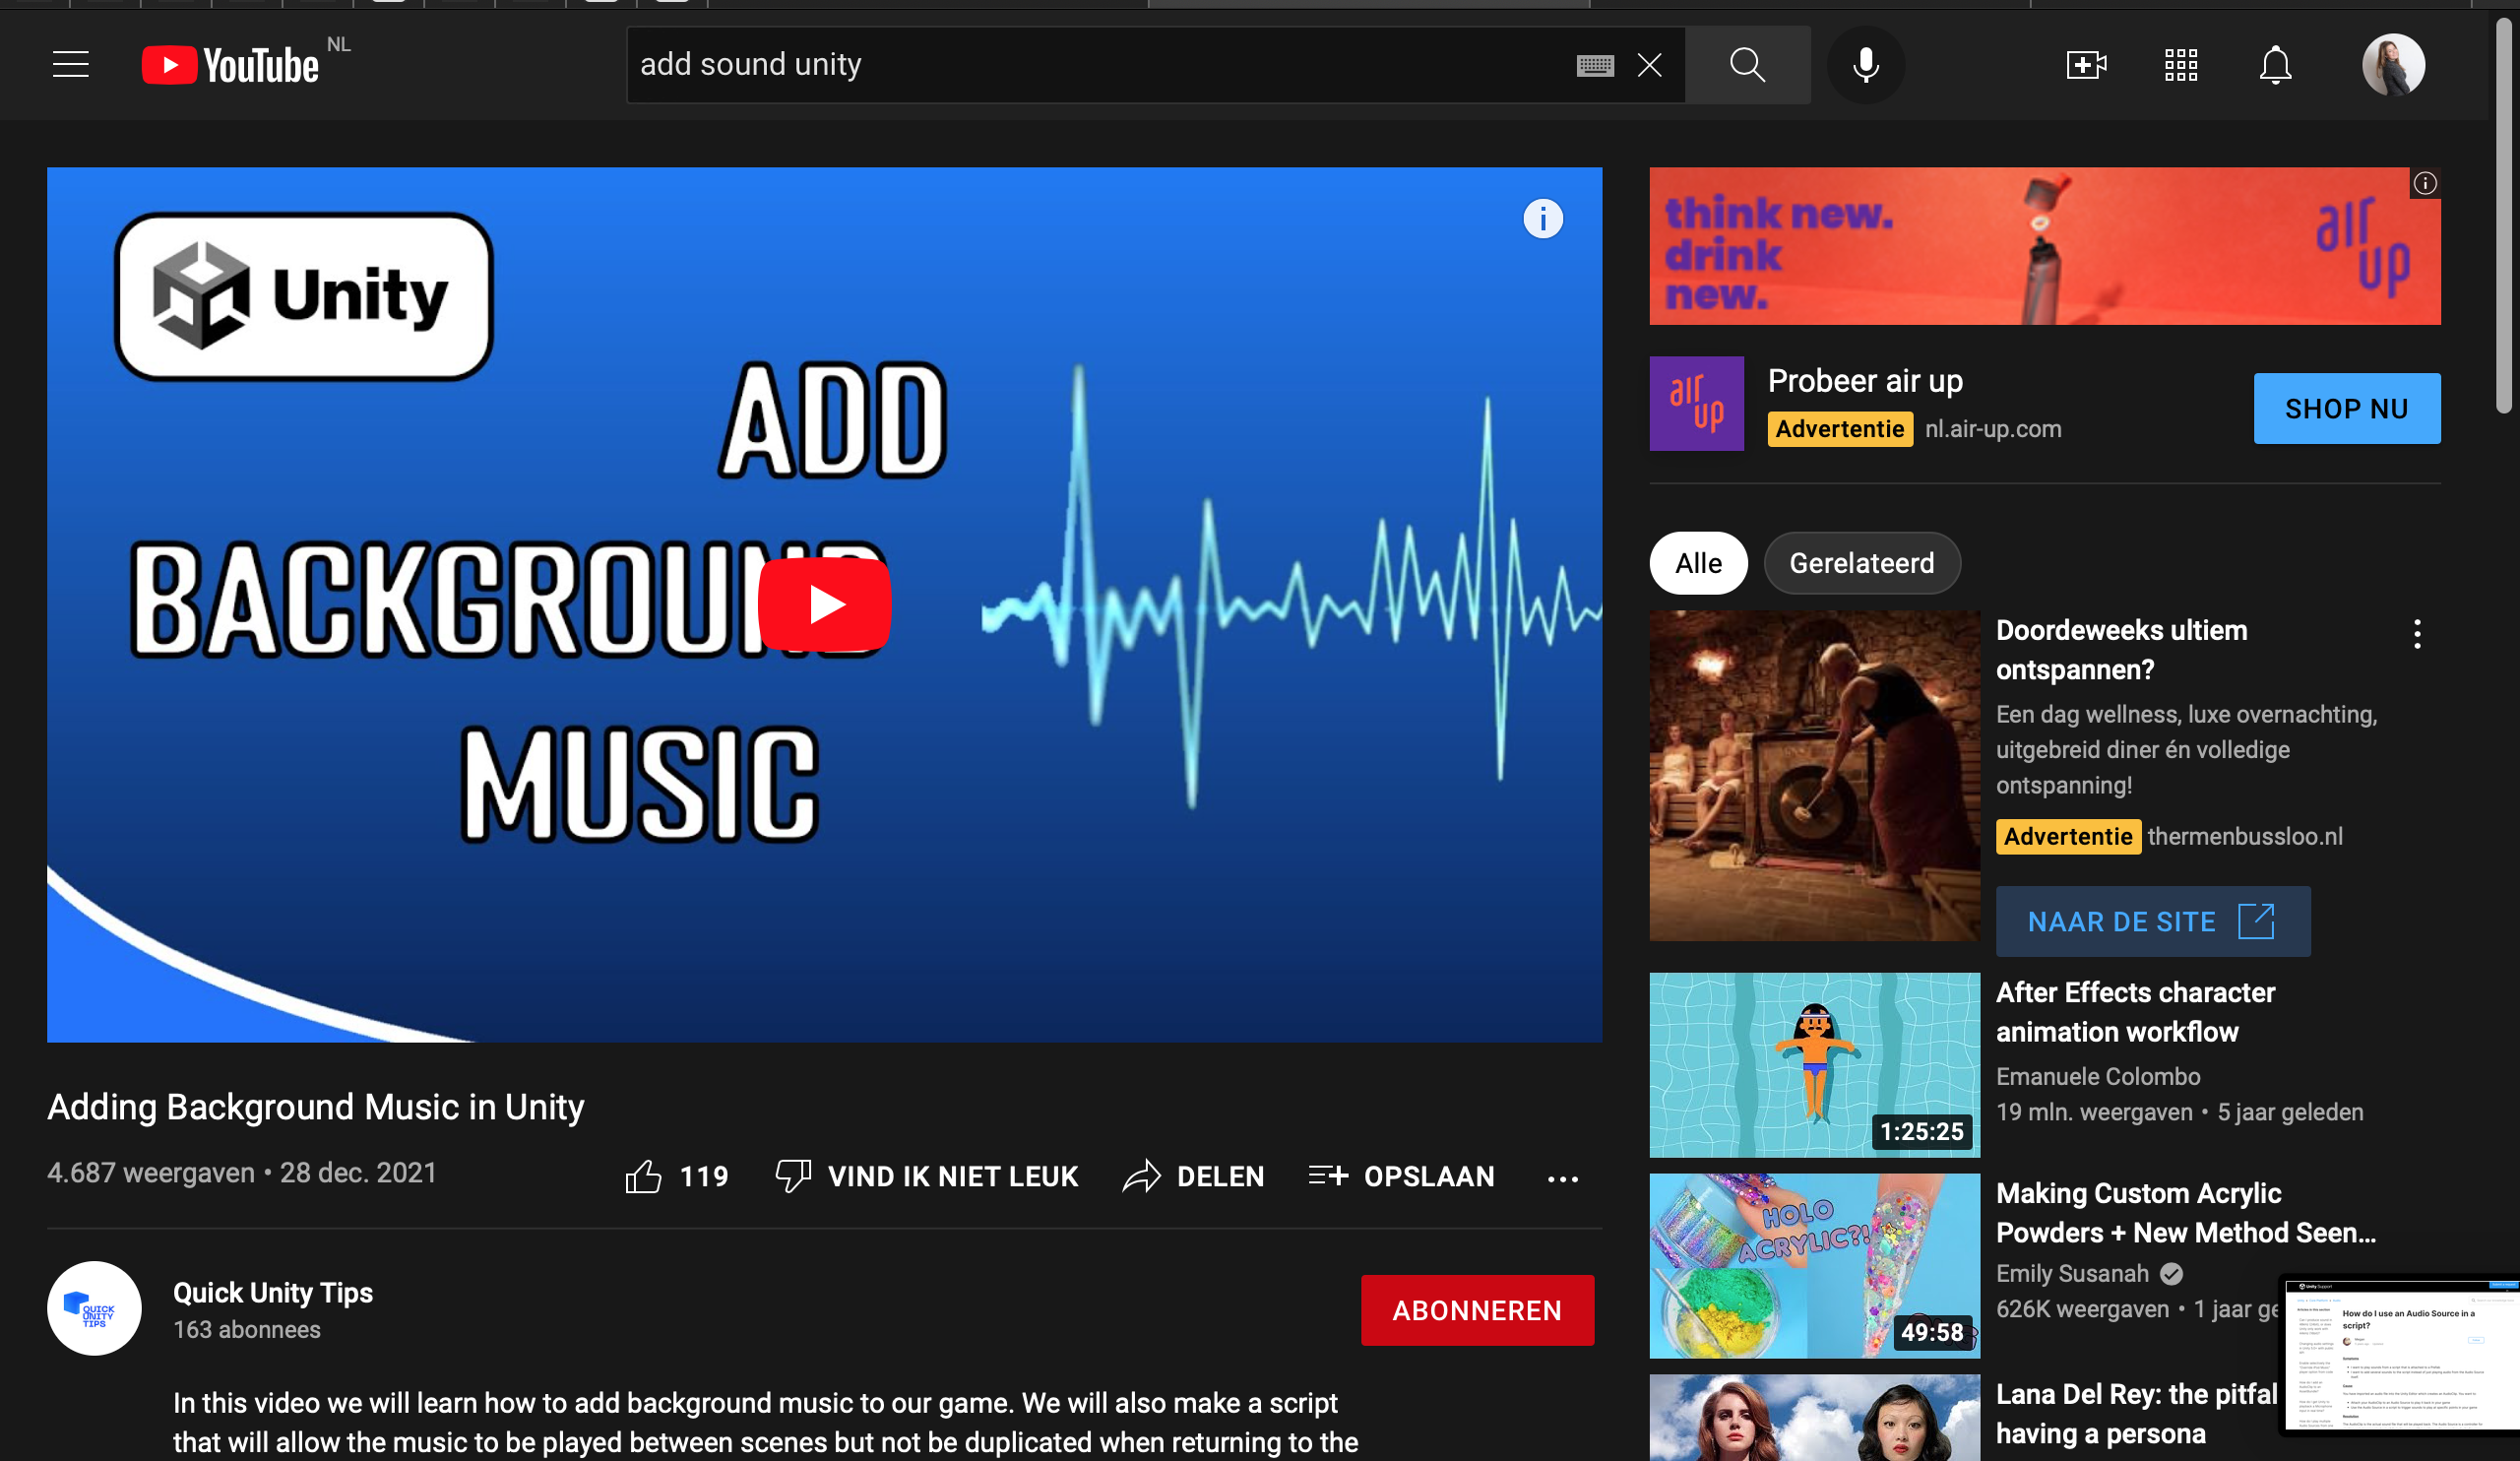 YouTube NL
add sound unity
Unity
ADD
BACKGROUND
MUSIC
think new.
drink
new.
air up
air up
Probeer air up
Advertentie nl.air-up.com
SHOP NU
Alle
Gerelateerd
Doordeweeks ultiem
ontspannen?
Een dag wellness, luxe overnachting,
uitgebreid diner én volledige
ontspanning!
Advertentie thermenbussloo.nl
NAAR DE SITE
1:25:25
After Effects character
animation workflow
Emanuele Colombo
19 mln. weergaven • 5 jaar geleden
HOLO
ACRYLIC?!
49:58
Making Custom Acrylic
Powders + New Method Seen...
Emily Susanah
626K weergaven • 1 jaar ge
Lana Del Rey: the pitfal
having a persona
How do I use an Audio Source in a
script?
Adding Background Music in Unity
4.687 weergaven • 28 dec. 2021
119
VIND IK NIET LEUK
DELEN
OPSLAAN
QUICK
UNITY
TIPS
Quick Unity Tips
163 abonnees
ABONNEREN
In this video we will learn how to add background music to our game. We will also make a script
that will allow the music to be played between scenes but not be duplicated when returning to the